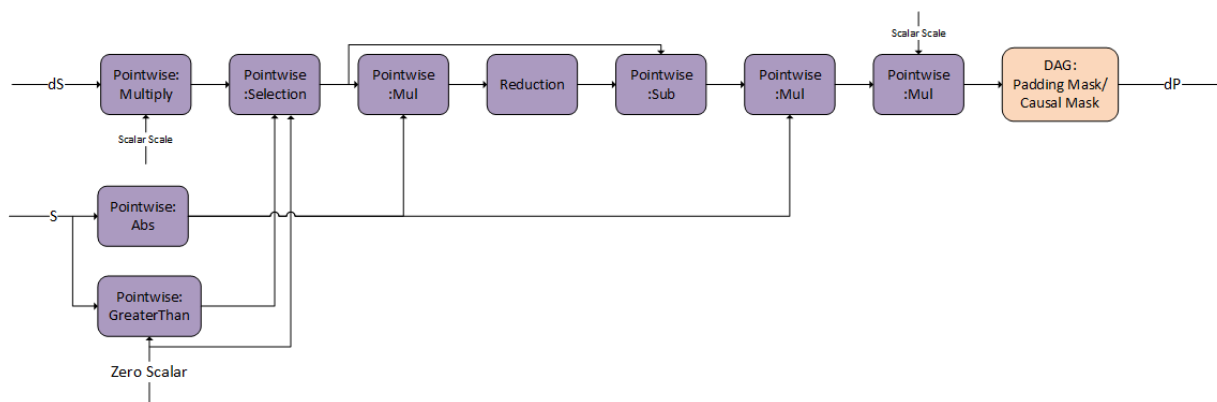 Scalar Scale
dS
Pointwise:
Multiply
Pointwise
:Selection
Pointwise
:Mul
Reduction
Pointwise
:Sub
Pointwise
:Mul
Pointwise
:Mul
DAG:
Padding Mask/
Causal Mask
dP
Scalar Scale
S
Pointwise:
Abs
Pointwise:
GreaterThan
Zero Scalar